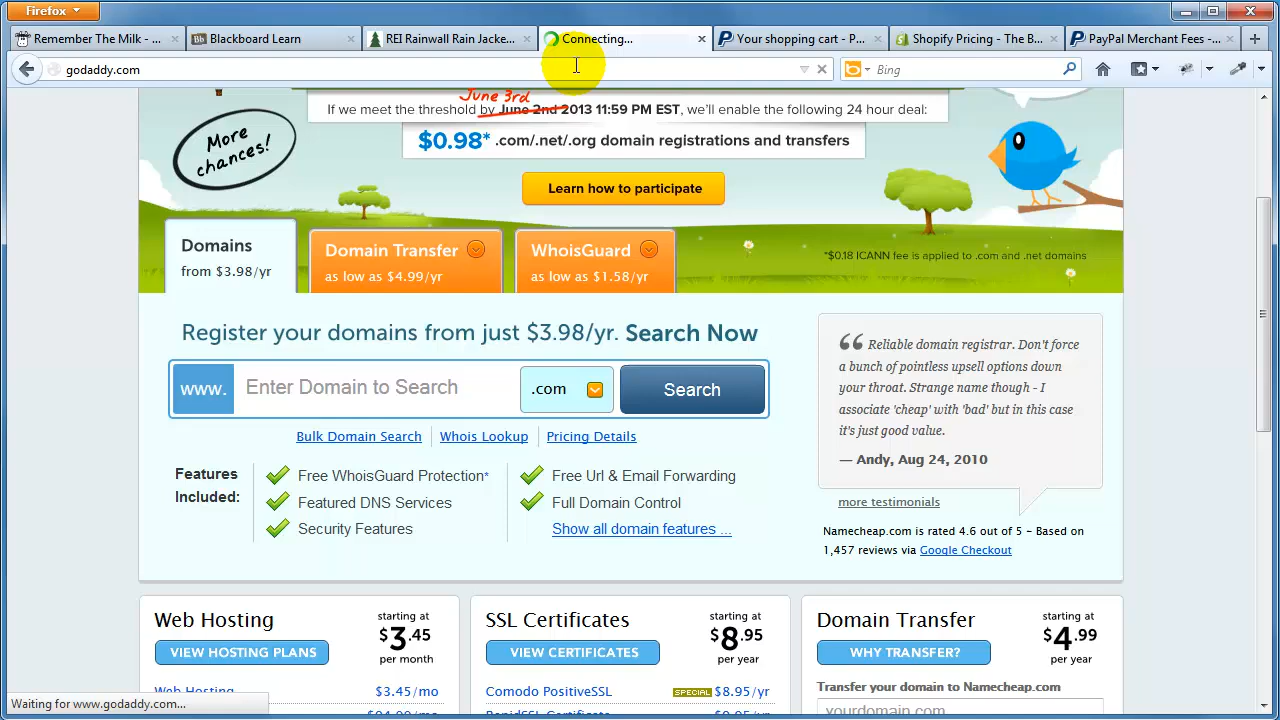 Firefox
Remember The Milk - ...
Blackboard Learn
REI Rainwall Rain Jacke...
Connecting...
Your shopping cart - P...
Shopify Pricing - The B...
PayPal Merchant Fees - ...
godaddy.com
Bing
June 3rd
If we meet the threshold by June 2nd 2013 11:59 PM EST, we'll enable the following 24 hour deal:
More chances!
$0.98* .com/.net/.org domain registrations and transfers
Learn how to participate
Domains
from $3.98/yr
Domain Transfer
as low as $4.99/yr
WhoisGuard
as low as $1.58/yr
*$0.18 ICANN fee is applied to .com and .net domains
Register your domains from just $3.98/yr. Search Now
www.
Enter Domain to Search
.com
Search
Bulk Domain Search
Whois Lookup
Pricing Details
Features Included:
Free WhoisGuard Protection*
Featured DNS Services
Security Features
Free Url & Email Forwarding
Full Domain Control
Show all domain features ...
Reliable domain registrar. Don't force
a bunch of pointless upsell options down
your throat. Strange name though - I
associate 'cheap' with 'bad' but in this case
it's just good value.
— Andy, Aug 24, 2010
more testimonials
Namecheap.com is rated 4.6 out of 5 - Based on
1,457 reviews via Google Checkout
Web Hosting
VIEW HOSTING PLANS
starting at
$3.45
per month
Web Hosting
$3.45/mo
SSL Certificates
VIEW CERTIFICATES
starting at
$8.95
per year
Comodo PositiveSSL
SPECIAL $8.95/yr
Domain Transfer
WHY TRANSFER?
starting at
$4.99
per year
Transfer your domain to Namecheap.com
yourdomain.com
Waiting for www.godaddy.com...